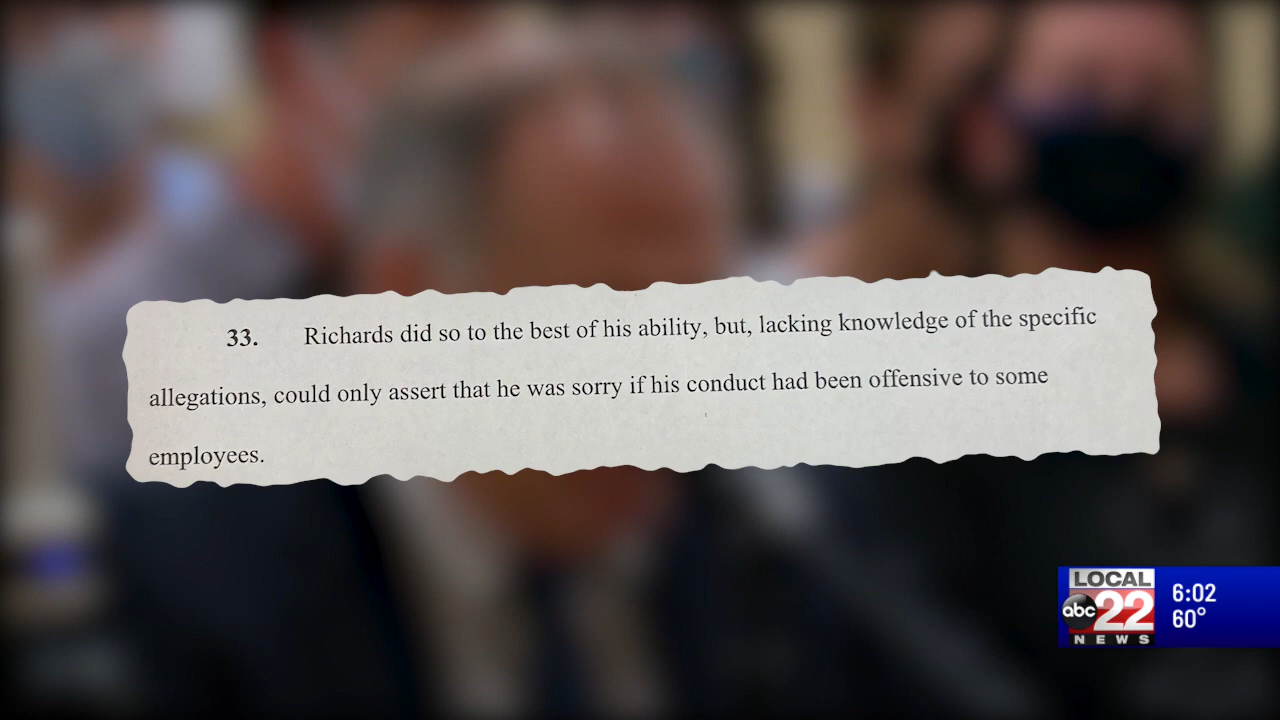 33. Richards did so to the best of his ability, but, lacking knowledge of the specific
allegations, could only assert that he was sorry if his conduct had been offensive to some
employees.
LOCAL
abc 22
NEWS
6:02
60°